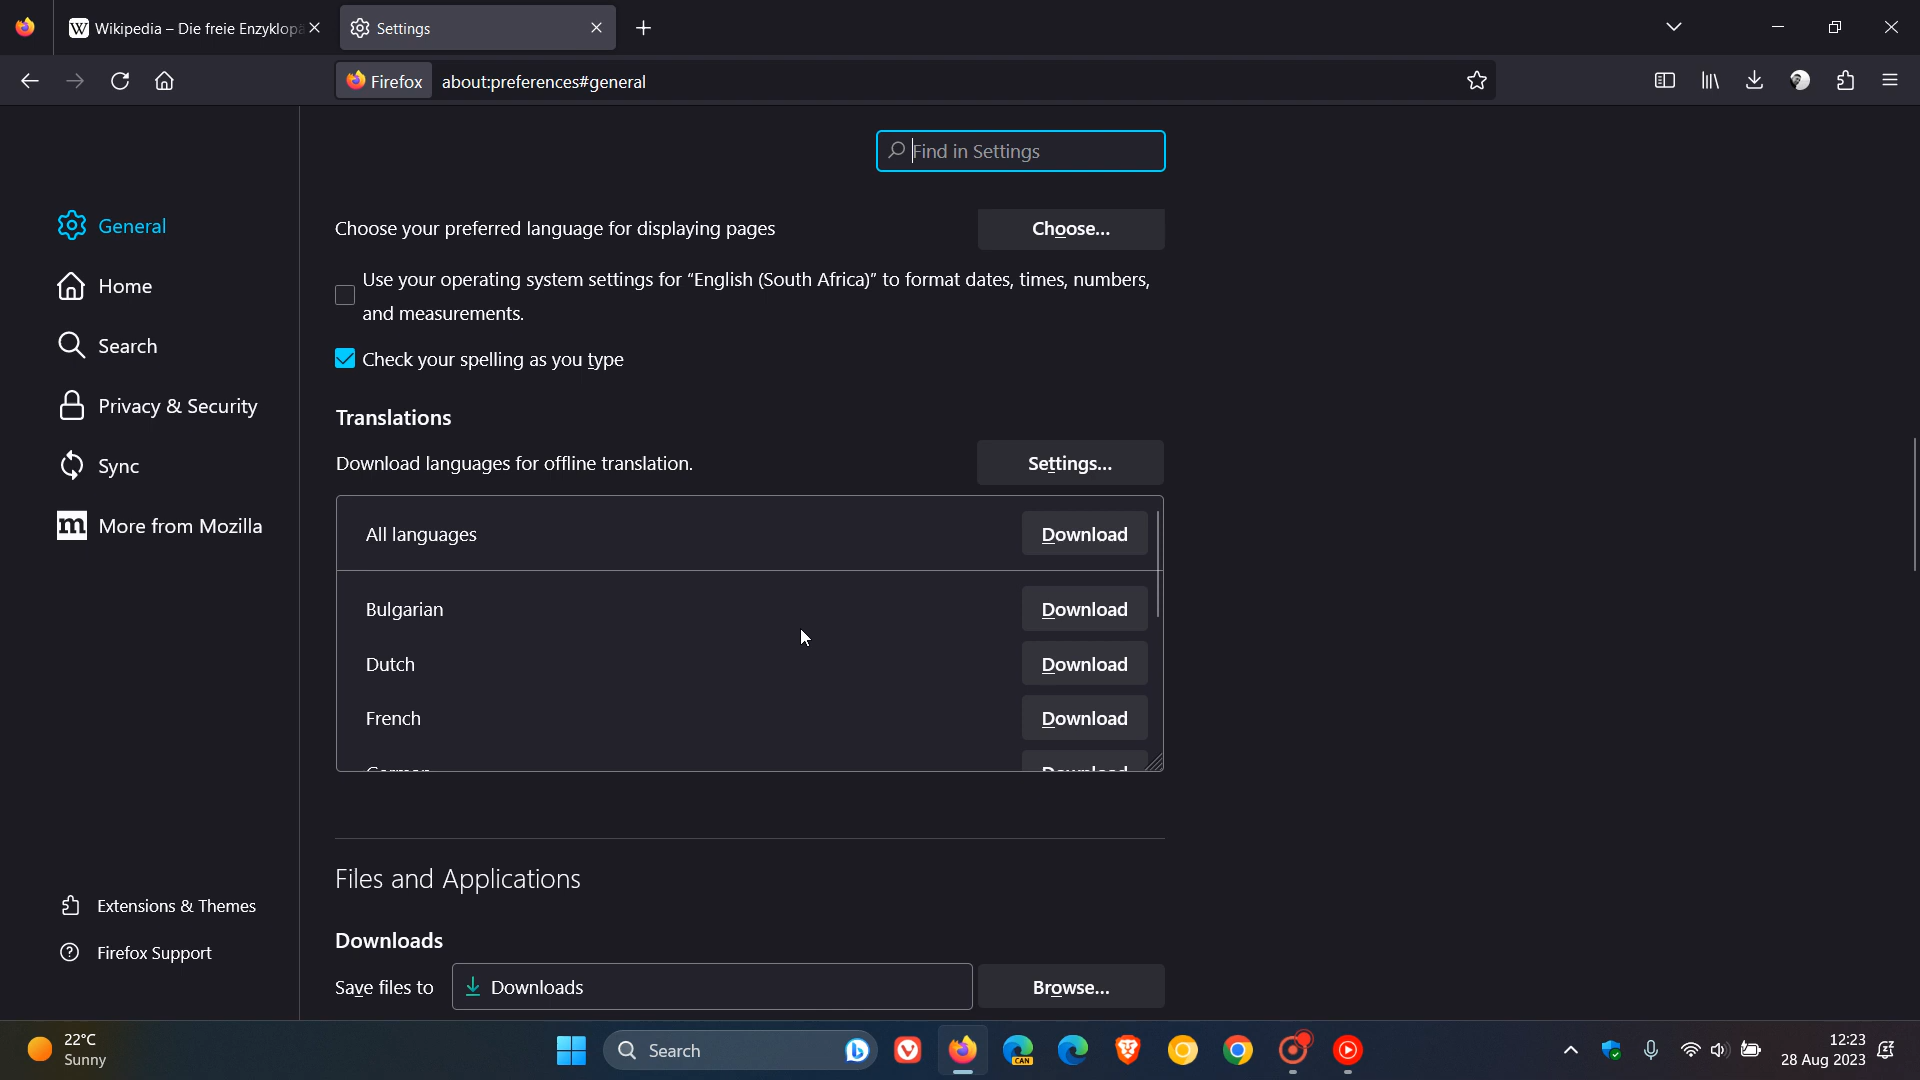 Wikipedia – Die freie Enzyklopä
Settings
Firefox
about:preferences#general
Find in Settings
General
Home
Search
Privacy & Security
Sync
More from Mozilla
Extensions & Themes
Firefox Support
Choose your preferred language for displaying pages
Choose...
Use your operating system settings for “English (South Africa)” to format dates, times, numbers,
and measurements.
Check your spelling as you type
Translations
Download languages for offline translation.
Settings...
All languages
Download
Bulgarian
Download
Dutch
Download
French
Download
Files and Applications
Downloads
Save files to
Downloads
Browse...
22°C
Sunny
Search
CAN
12:23
28 Aug 2023